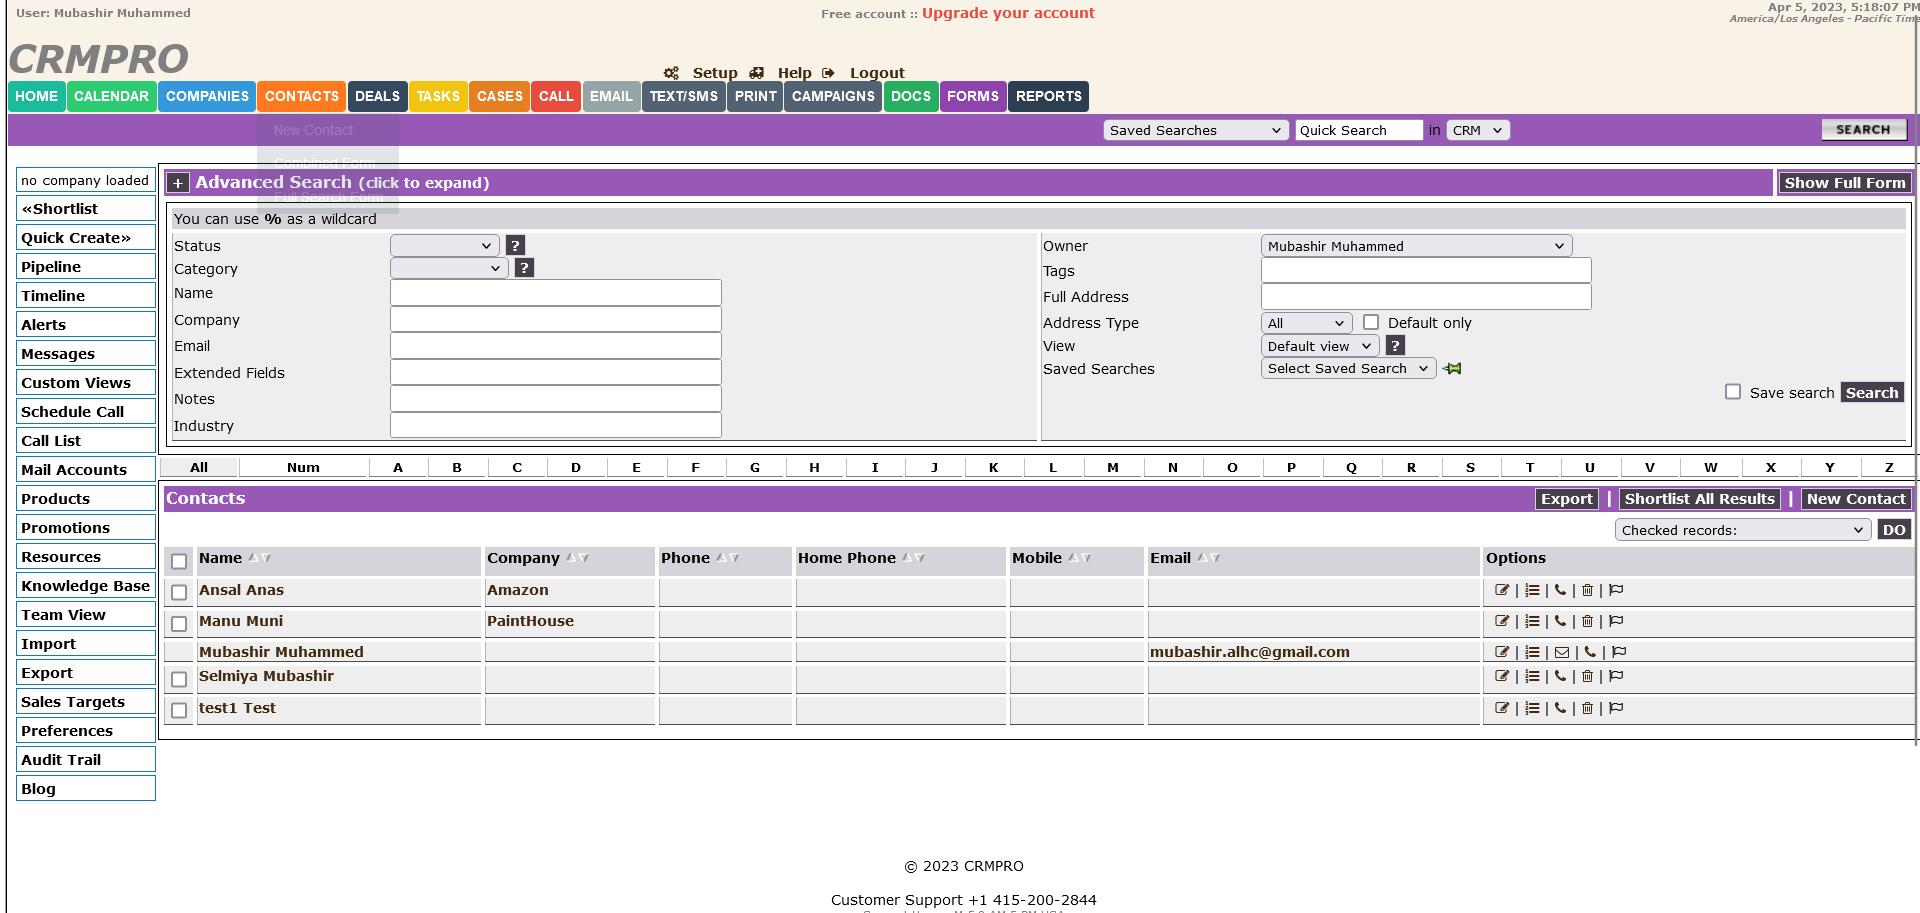 User: Mubashir Muhammed
Free account :: Upgrade your account
Apr 5, 2023, 5:18:07 PM
America/Los Angeles - Pacific Time
CRMPRO
Setup Help Logout
HOME CALENDAR COMPANIES CONTACTS DEALS TASKS CASES CALL EMAIL TEXT/SMS PRINT CAMPAIGNS DOCS FORMS REPORTS
New Contact
Combined Form
Full Search Form
Saved Searches Quick Search in CRM SEARCH
no company loaded
«Shortlist
Quick Create»
Pipeline
Timeline
Alerts
Messages
Custom Views
Schedule Call
Call List
Mail Accounts
Products
Promotions
Resources
Knowledge Base
Team View
Import
Export
Sales Targets
Preferences
Audit Trail
Blog
+ Advanced Search (click to expand) Show Full Form
You can use % as a wildcard
Status ?
Category ?
Name
Company
Email
Extended Fields
Notes
Industry
Owner Mubashir Muhammed
Tags
Full Address
Address Type All Default only
View Default view ?
Saved Searches Select Saved Search
Save search Search
All Num A B C D E F G H I J K L M N O P Q R S T U V W X Y Z
Contacts Export | Shortlist All Results | New Contact
Checked records: DO
Name Company Phone Home Phone Mobile Email Options
Ansal Anas Amazon | | | |
Manu Muni PaintHouse | | | |
Mubashir Muhammed mubashir.alhc@gmail.com | | | |
Selmiya Mubashir | | | |
test1 Test | | | |
© 2023 CRMPRO
Customer Support +1 415-200-2844